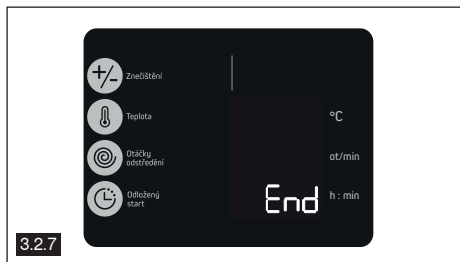 +/-
Znečištění
Teplota
°C
Otáčky
odstředění
ot/min
Odložený
start
End
h : min
3.2.7